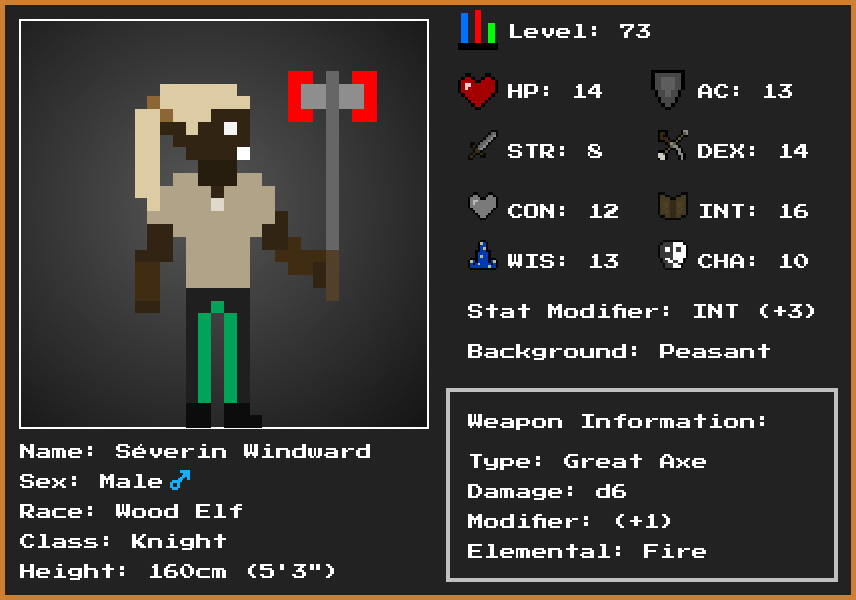 Level: 73
HP: 14
AC: 13
STR: 8
DEX: 14
CON: 12
INT: 16
WIS: 13
CHA: 10
Stat Modifier: INT (+3)
Background: Peasant
Weapon Information:
Type: Great Axe
Damage: d6
Modifier: (+1)
Elemental: Fire
Name: Séverin Windward
Sex: Male♂
Race: Wood Elf
Class: Knight
Height: 160cm (5'3")